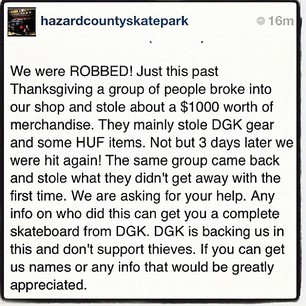 hazardcountyskatepark
16m
We were ROBBED! Just this past
Thanksgiving a group of people broke into
our shop and stole about a $1000 worth of
merchandise. They mainly stole DGK gear
and some HUF items. Not but 3 days later we
were hit again! The same group came back
and stole what they didn't get away with the
first time. We are asking for your help. Any
info on who did this can get you a complete
skateboard from DGK. DGK is backing us in
this and don't support thieves. If you can get
us names or any info that would be greatly
appreciated.